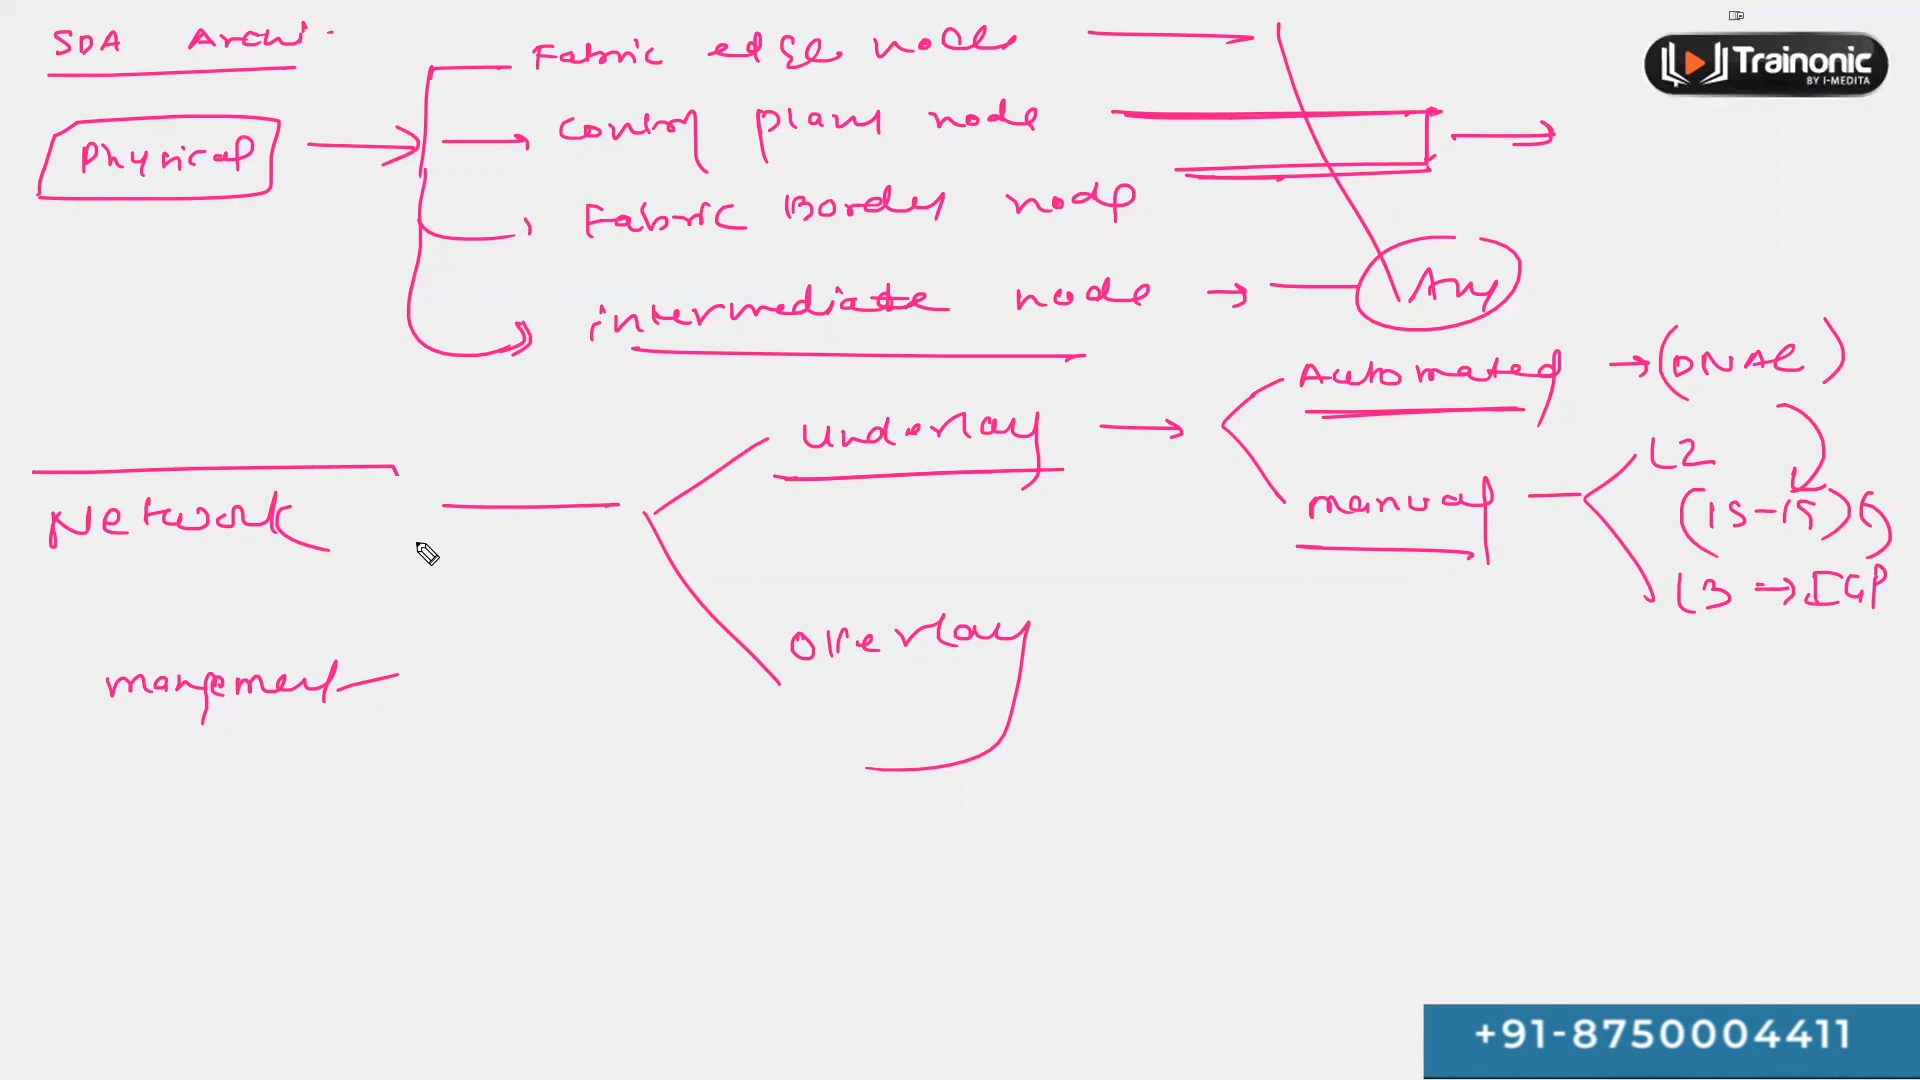 SDA Archi.
Fabric edge node
Physical
Control plane node
Fabric Border node
intermediate node
Any
Automated
(DNAC)
Underlay
L2
Network
manual
(IS-IS)
L3 → IGP
Overlay
management
Trainonic
BY I-MEDITA
+91-8750004411